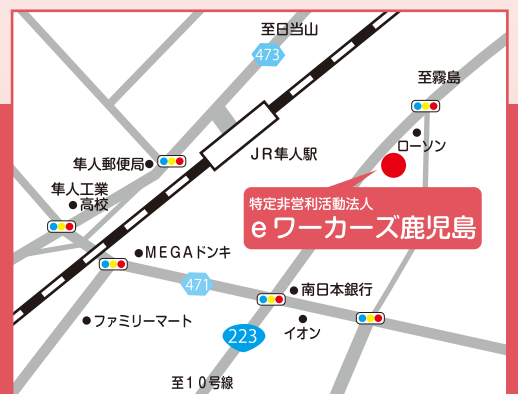 至日当山
473
至霧島
ローソン
JR隼人駅
隼人郵便局
隼人工業
高校
特定非営利活動法人
eワーカーズ鹿児島
MEGAドンキ
471
南日本銀行
ファミリーマート
イオン
223
至10号線